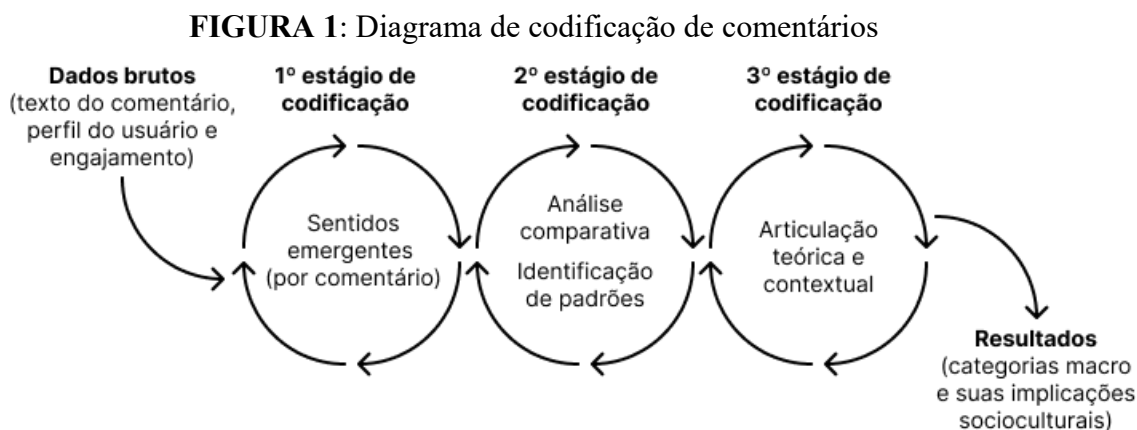 FIGURA 1: Diagrama de codificação de comentários
Dados brutos
(texto do comentário,
perfil do usuário e
engajamento)
1º estágio de
codificação
2º estágio de
codificação
3º estágio de
codificação
Sentidos
emergentes
(por comentário)
Análise
comparativa
Identificação
de padrões
Articulação
teórica e
contextual
Resultados
(categorias macro
e suas implicações
socioculturais)